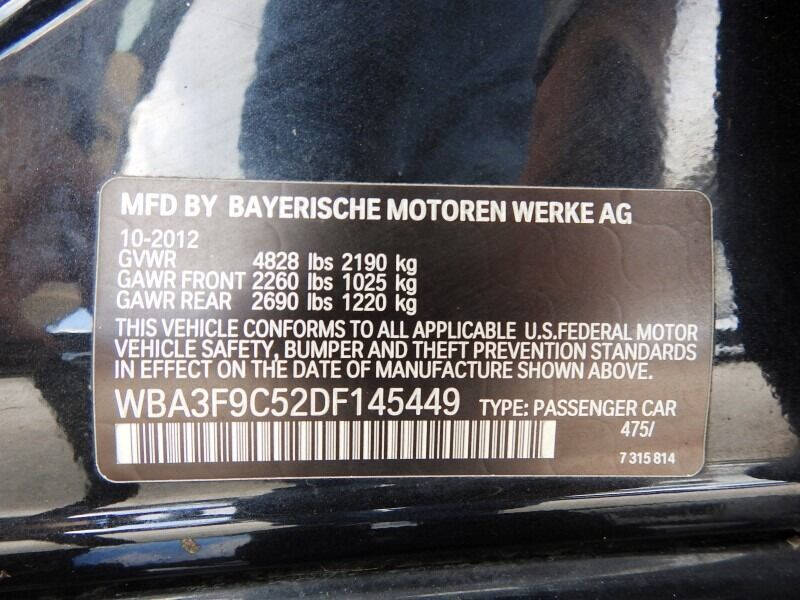 MFD BY BAYERISCHE MOTOREN WERKE AG
10-2012
GVWR 4828 lbs 2190 kg
GAWR FRONT 2260 lbs 1025 kg
GAWR REAR 2690 lbs 1220 kg
THIS VEHICLE CONFORMS TO ALL APPLICABLE U.S.FEDERAL MOTOR
VEHICLE SAFETY, BUMPER AND THEFT PREVENTION STANDARDS
IN EFFECT ON THE DATE OF MANUFACTURE SHOWN ABOVE.
WBA3F9C52DF145449 TYPE: PASSENGER CAR
475/
7 315 814